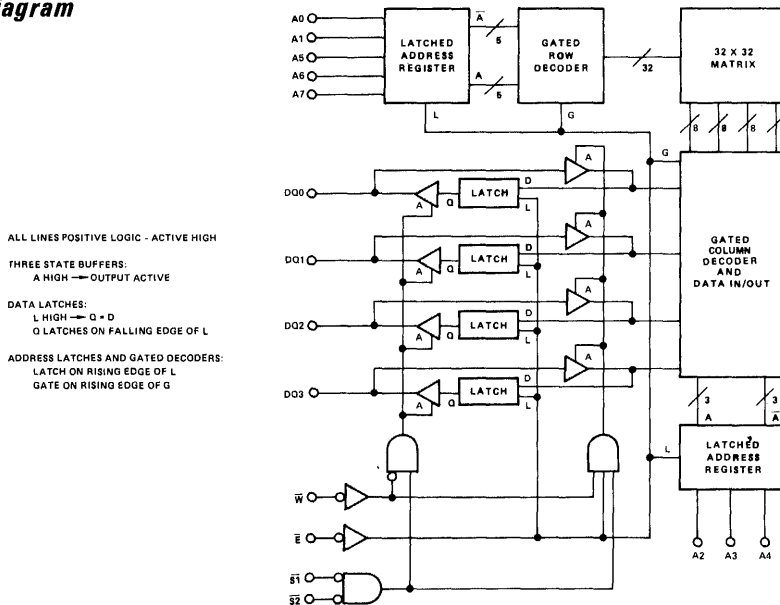 iagram
A0
A1
A5
A6
A7
LATCHED
ADDRESS
REGISTER
A̅
5
A
5
GATED
ROW
DECODER
32
32 X 32
MATRIX
L
G
8
8
8
G
DQ0
A
Q
LATCH
D
L
A
DQ1
A
Q
LATCH
D
L
A
DQ2
A
Q
LATCH
D
L
A
DQ3
A
Q
LATCH
D
L
A
GATED
COLUMN
DECODER
AND
DATA IN/OUT
ALL LINES POSITIVE LOGIC - ACTIVE HIGH
THREE STATE BUFFERS:
A HIGH → OUTPUT ACTIVE
DATA LATCHES:
L HIGH → Q = D
Q LATCHES ON FALLING EDGE OF L
ADDRESS LATCHES AND GATED DECODERS:
LATCH ON RISING EDGE OF L
GATE ON RISING EDGE OF G
3
A
3
A̅
L
LATCHED
ADDRESS
REGISTER
A2
A3
A4
W̅
E̅
S̅1̅
S̅2̅